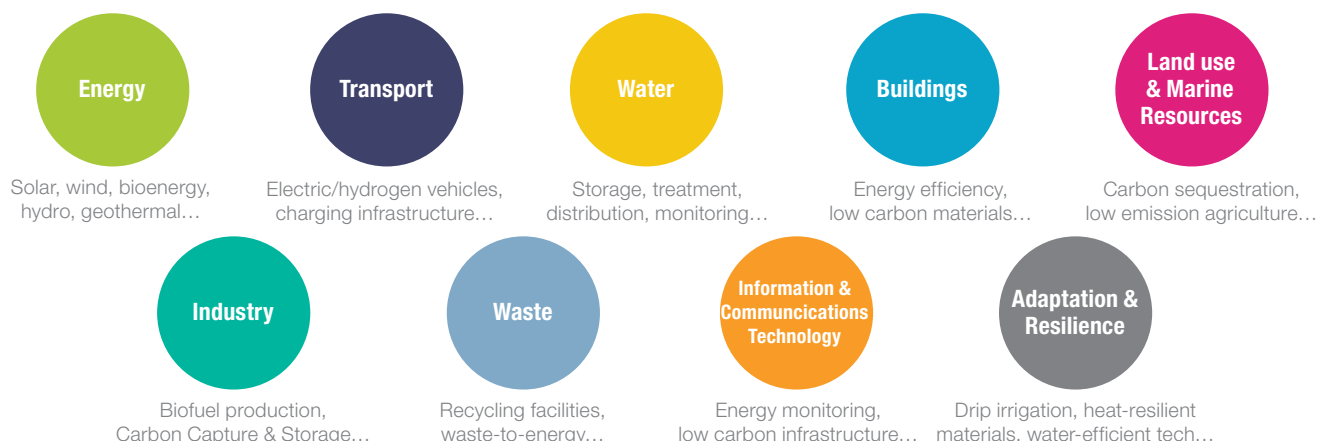 Energy
Solar, wind, bioenergy,
hydro, geothermal…
Transport
Electric/hydrogen vehicles,
charging infrastructure…
Water
Storage, treatment,
distribution, monitoring…
Buildings
Energy efficiency,
low carbon materials…
Land use
& Marine
Resources
Carbon sequestration,
low emission agriculture…
Industry
Biofuel production,
Carbon Capture & Storage…
Waste
Recycling facilities,
waste-to-energy…
Information &
Communcications
Technology
Energy monitoring,
low carbon infrastructure…
Adaptation &
Resilience
Drip irrigation, heat-resilient
materials, water-efficient tech…